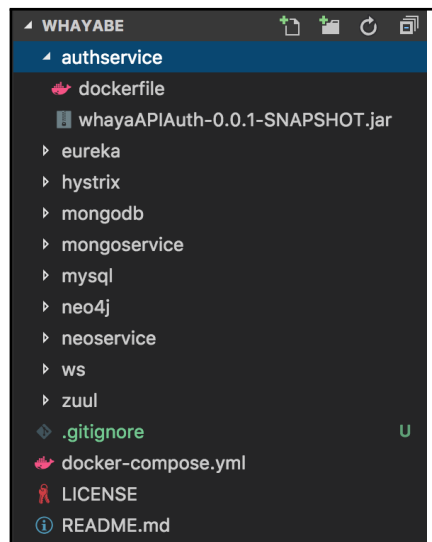 WHAYABE
authservice
dockerfile
whayaAPIAuth-0.0.1-SNAPSHOT.jar
eureka
hystrix
mongodb
mongoservice
mysql
neo4j
neoservice
ws
zuul
.gitignore U
docker-compose.yml
LICENSE
README.md